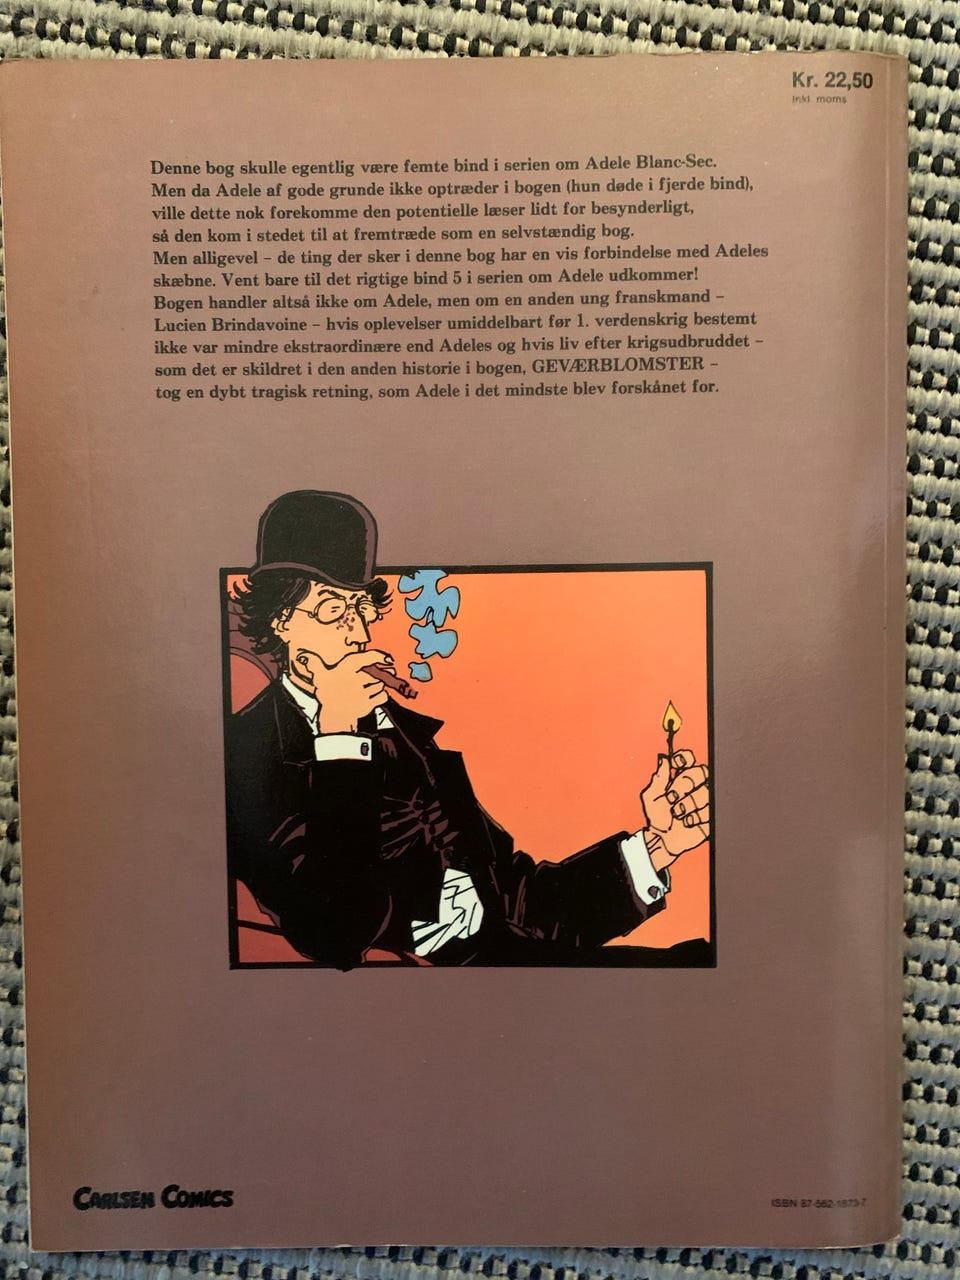 Kr. 22,50
Inkl. moms
Denne bog skulle egentlig være femte bind i serien om Adele Blanc-Sec.
Men da Adele af gode grunde ikke optræder i bogen (hun døde i fjerde bind),
ville dette nok forekomme den potentielle læser lidt for besynderligt,
så den kom i stedet til at fremtræde som en selvstændig bog.
Men alligevel – de ting der sker i denne bog har en vis forbindelse med Adeles
skæbne. Vent bare til det rigtige bind 5 i serien om Adele udkommer!
Bogen handler altså ikke om Adele, men om en anden ung franskmand –
Lucien Brindavoine – hvis oplevelser umiddelbart før 1. verdenskrig bestemt
ikke var mindre ekstraordinære end Adeles og hvis liv efter krigsudbruddet –
som det er skildret i den anden historie i bogen, GEVÆRBLOMSTER –
tog en dybt tragisk retning, som Adele i det mindste blev forskånet for.
CARLSEN COMICS
ISBN 87-562-1873-7